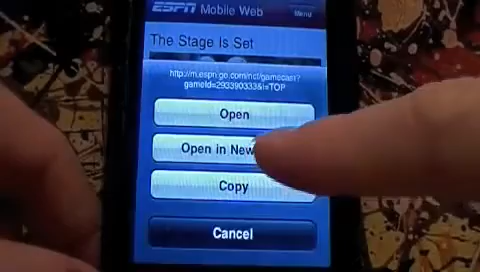 ESPN Mobile Web
Menu
The Stage Is Set
http://m.espn.go.com/ncf/gamecast?
gameId=293390333&i=TOP
Open
Open in New
Copy
Cancel